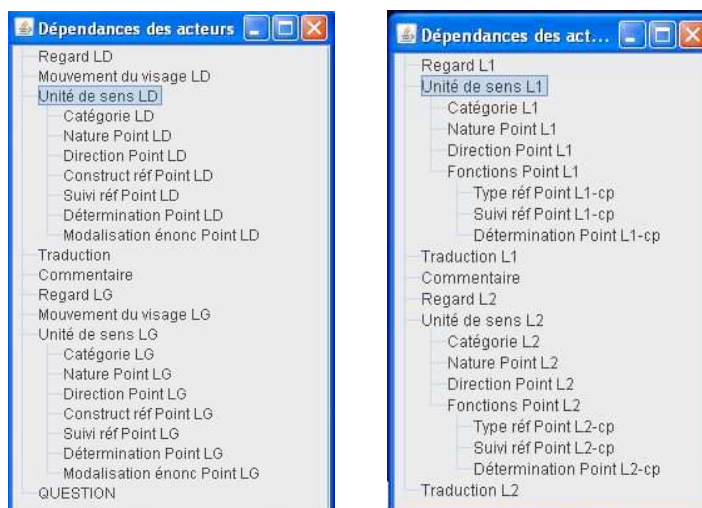 Dépendances des acteurs
Regard LD
Mouvement du visage LD
Unité de sens LD
Catégorie LD
Nature Point LD
Direction Point LD
Construct réf Point LD
Suivi réf Point LD
Détermination Point LD
Modalisation énonc Point LD
Traduction
Commentaire
Regard LG
Mouvement du visage LG
Unité de sens LG
Catégorie LG
Nature Point LG
Direction Point LG
Construct réf Point LG
Suivi réf Point LG
Détermination Point LG
Modalisation énonc Point LG
QUESTION
Dépendances des act...
Regard L1
Unité de sens L1
Catégorie L1
Nature Point L1
Direction Point L1
Fonctions Point L1
Type réf Point L1-cp
Suivi réf Point L1-cp
Détermination Point L1-cp
Traduction L1
Commentaire
Regard L2
Unité de sens L2
Catégorie L2
Nature Point L2
Direction Point L2
Fonctions Point L2
Type réf Point L2-cp
Suivi réf Point L2-cp
Détermination Point L2-cp
Traduction L2